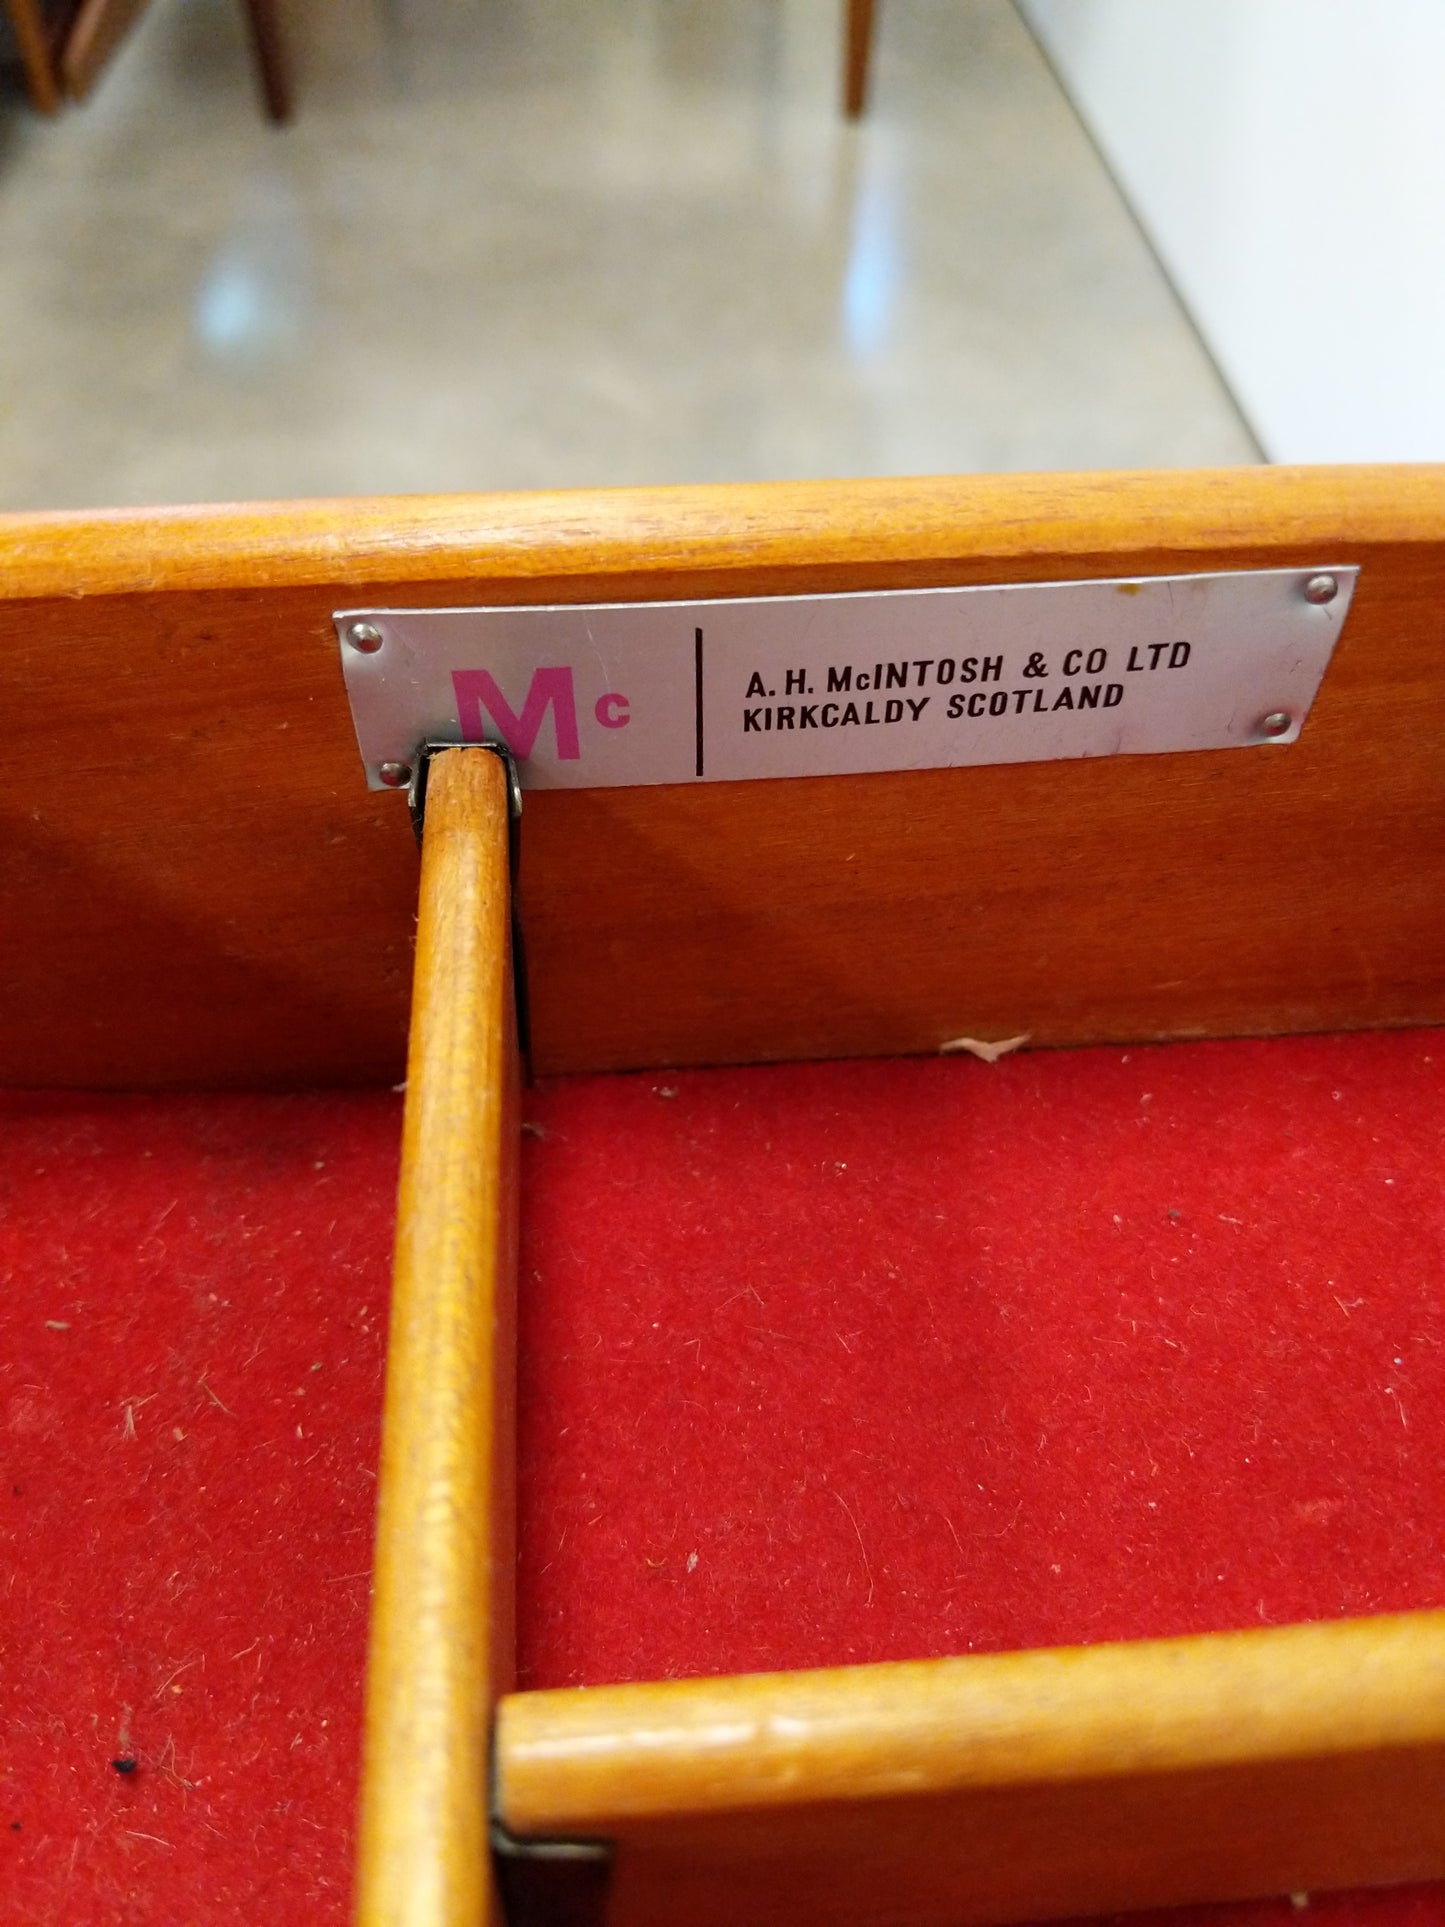 Mc
A. H. McINTOSH & CO LTD
KIRKCALDY SCOTLAND